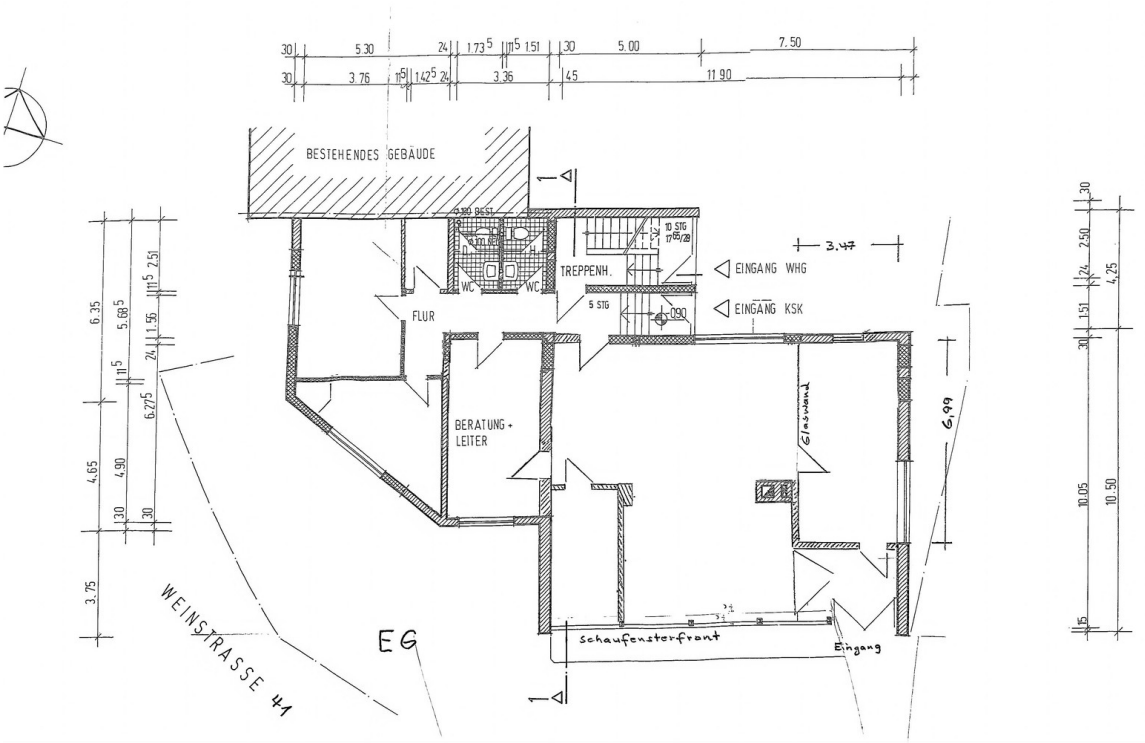 30 5.30 24 1.73⁵ 11⁵ 1.51 30 5.00 7.50
30 3.76 11⁵ 1.42⁵ 24 3.36 45 11.90
BESTEHENDES GEBÄUDE
1
10 STG
TREPPENH.
EINGANG WHG
3.47
WC WC
5 STG
-0.90
EINGANG KSK
FLUR
BERATUNG +
LEITER
Glaswand
6,99
6.35 4.65 3.75
5.68⁵ 11⁵ 4.90 30
2.51 11⁵ 1.56 24 6.27⁵ 30
30 2.50 24 1.51 30 10.05 15
4.25 10.50
Schaufensterfront
Eingang
EG
WEINSTRASSE 41
1